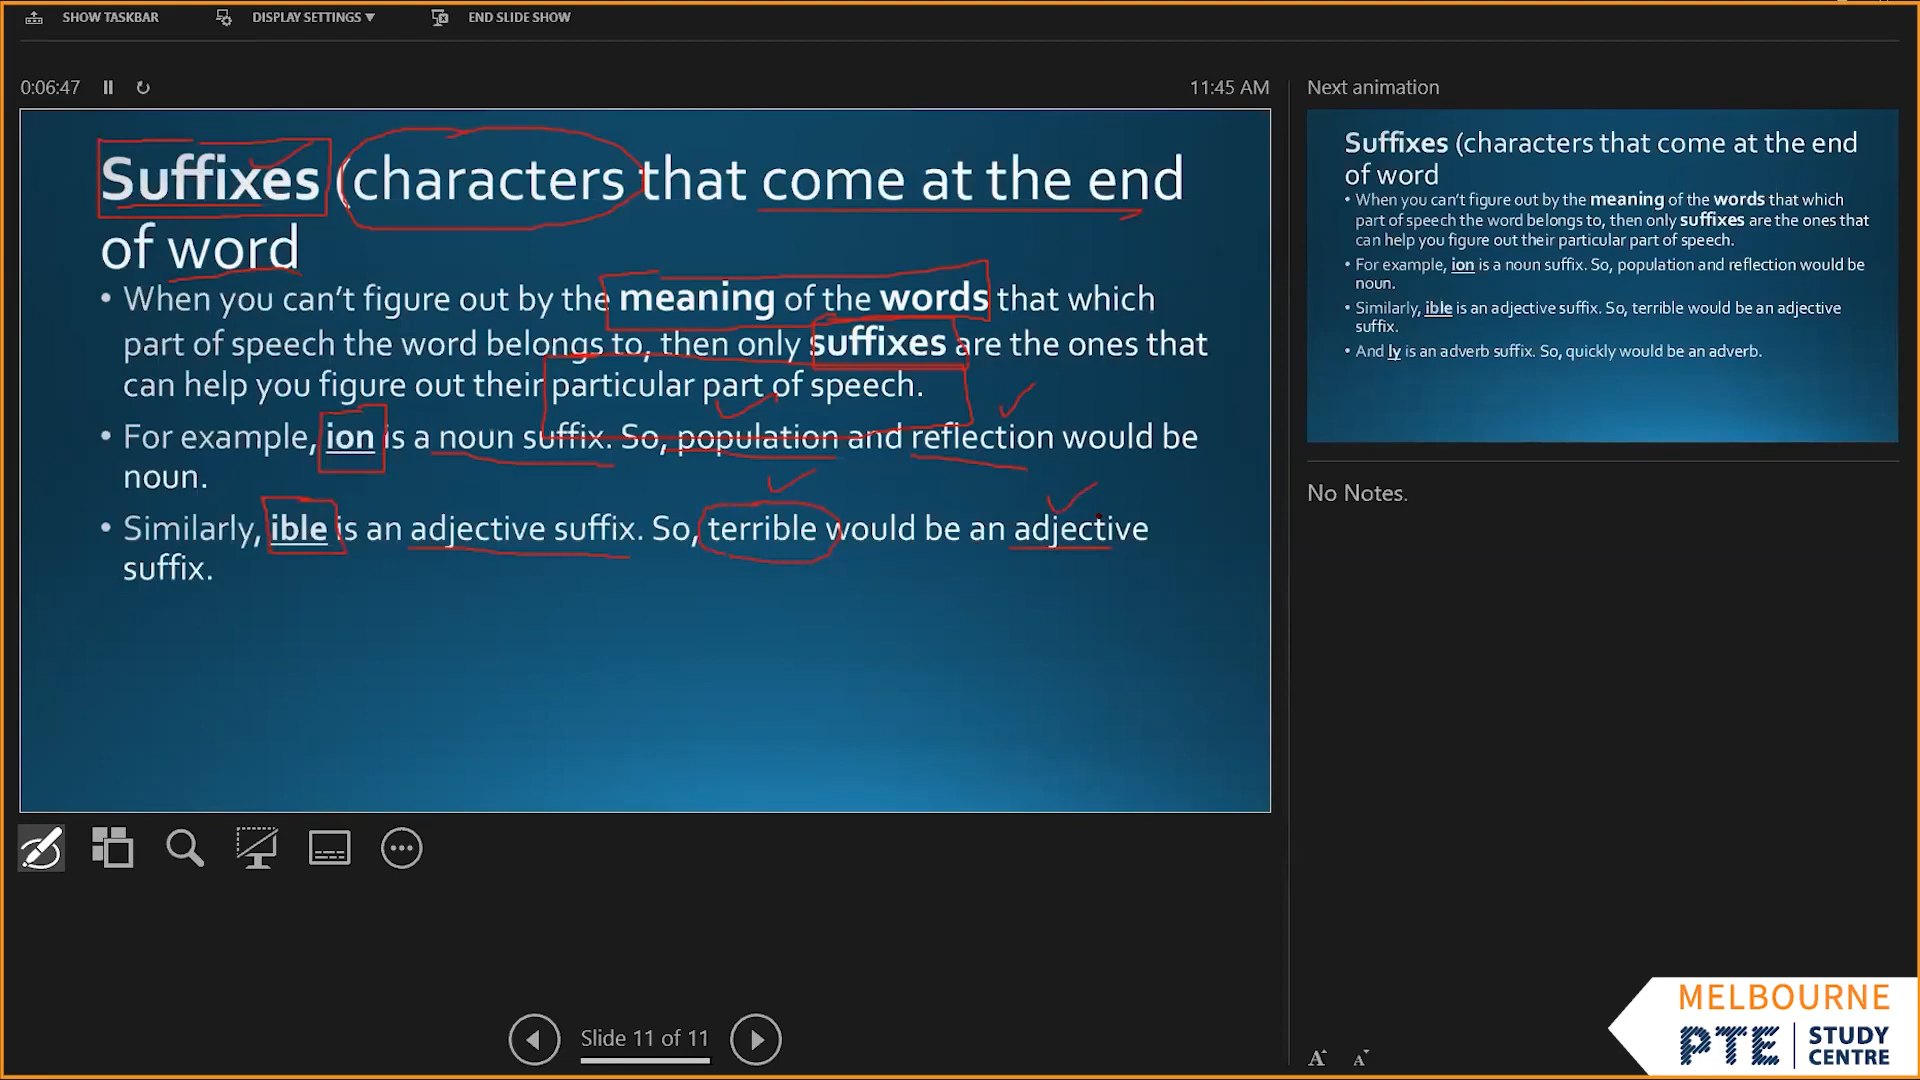 SHOW TASKBAR DISPLAY SETTINGS ▼ END SLIDE SHOW
0:06:47 11:45 AM
Suffixes (characters that come at the end
of word
• When you can’t figure out by the meaning of the words that which
part of speech the word belongs to, then only suffixes are the ones that
can help you figure out their particular part of speech.
• For example, ion is a noun suffix. So, population and reflection would be
noun.
• Similarly, ible is an adjective suffix. So, terrible would be an adjective
suffix.
Slide 11 of 11
Next animation
Suffixes (characters that come at the end
of word
• When you can’t figure out by the meaning of the words that which
part of speech the word belongs to, then only suffixes are the ones that
can help you figure out their particular part of speech.
• For example, ion is a noun suffix. So, population and reflection would be
noun.
• Similarly, ible is an adjective suffix. So, terrible would be an adjective
suffix.
• And ly is an adverb suffix. So, quickly would be an adverb.
No Notes.
A A
MELBOURNE
PTE STUDY
CENTRE